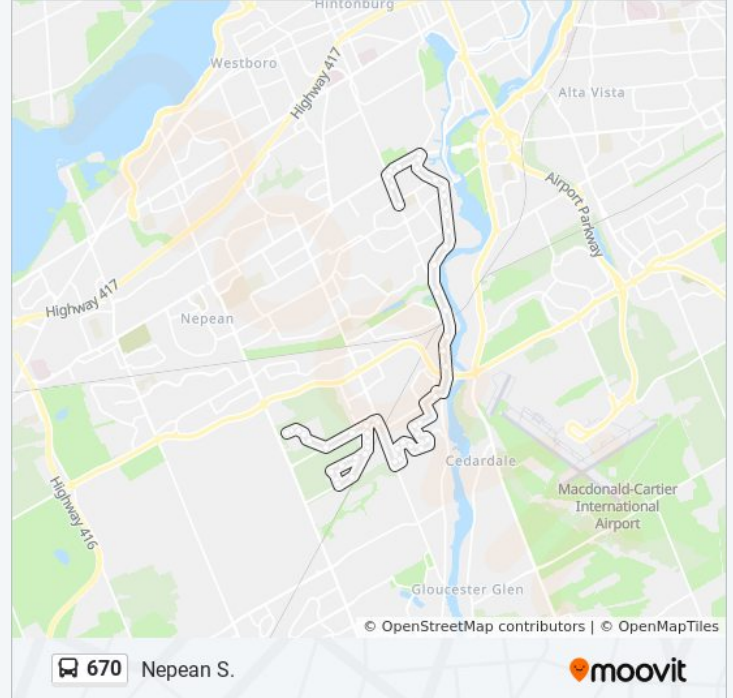 Hintonburg
Westboro
Highway 417
Alta Vista
Airport Parkway
Highway 417
Nepean
Cedardale
Highway 416
Macdonald-Cartier
International
Airport
Gloucester Glen
© OpenStreetMap contributors | © OpenMapTiles
670 Nepean S.
moovit